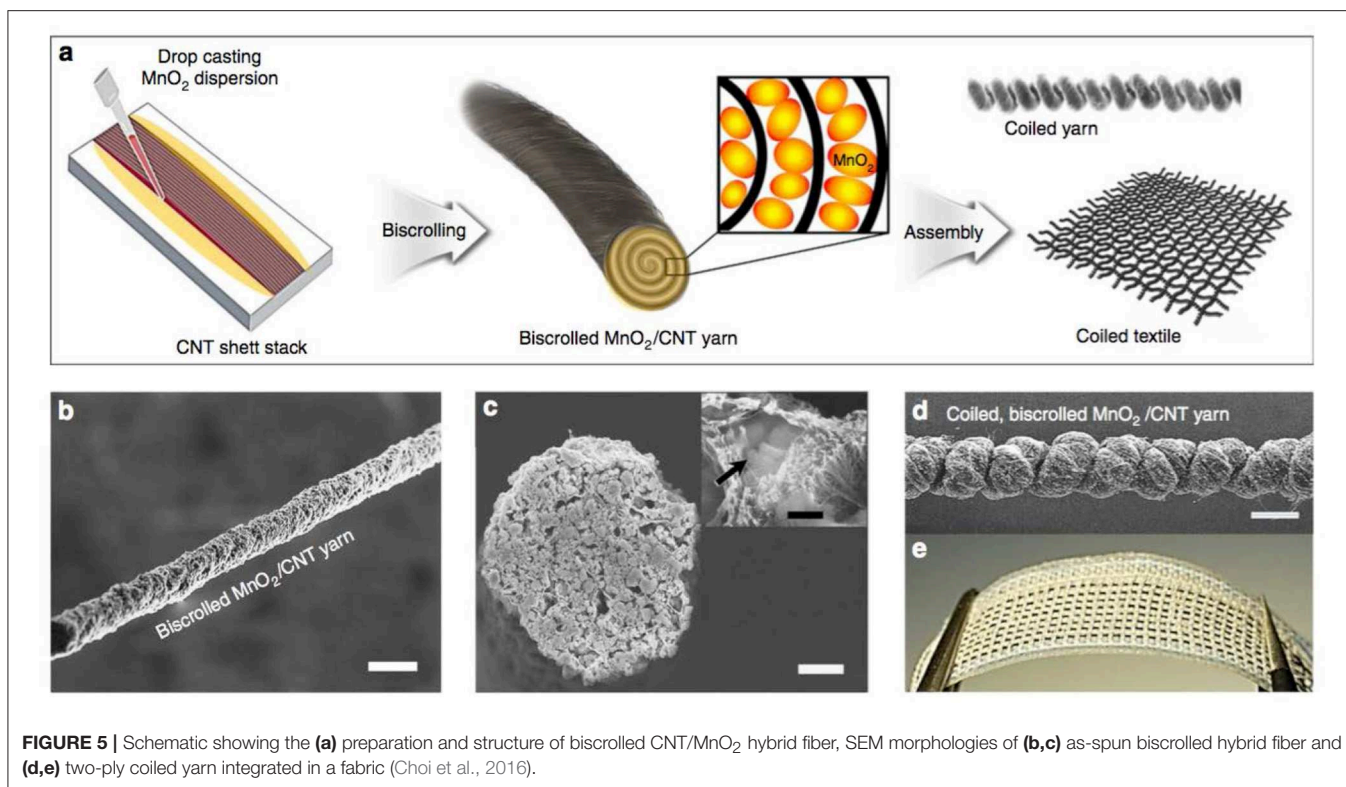 a
Drop casting
MnO₂ dispersion
CNT shett stack
Biscrolling
MnO₂
Biscrolled MnO₂/CNT yarn
Assembly
Coiled yarn
Coiled textile
b
Biscrolled MnO₂/CNT yarn
c
d
Coiled, biscrolled MnO₂ /CNT yarn
e
FIGURE 5 | Schematic showing the (a) preparation and structure of biscrolled CNT/MnO₂ hybrid fiber, SEM morphologies of (b,c) as-spun biscrolled hybrid fiber and
(d,e) two-ply coiled yarn integrated in a fabric (Choi et al., 2016).